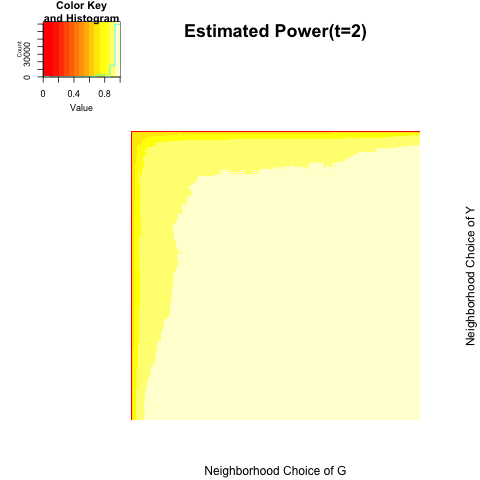 Color Key
and Histogram
Estimated Power(t=2)
Count
0 30000
0 0.4 0.8
Value
Neighborhood Choice of Y
Neighborhood Choice of G